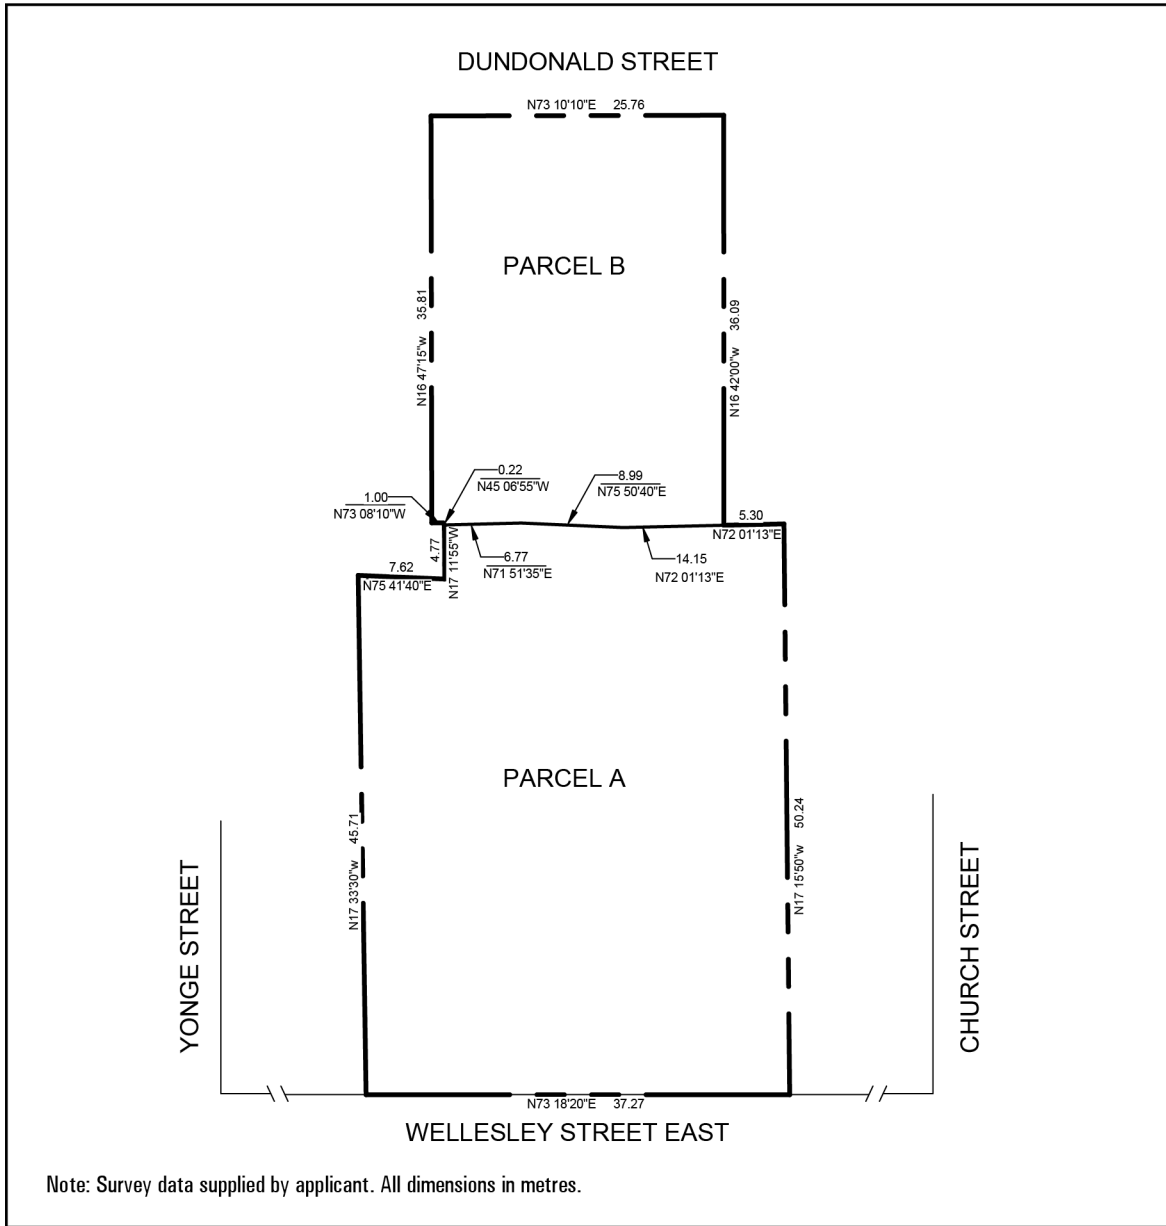 DUNDONALD STREET
N73 10'10"E 25.76
PARCEL B
N16 47'15"w 35.81
N16 42'00"w 36.09
0.22
N45 06'55"W
8.99
N75 50'40"E
1.00
N73 08'10"W
5.30
N72 01'13"E
4.77
N17 11'55"W
6.77
N71 51'35"E
14.15
N72 01'13"E
7.62
N75 41'40"E
PARCEL A
N17 33'30"w 45.71
N17 15'50"w 50.24
YONGE STREET
CHURCH STREET
N73 18'20"E 37.27
WELLESLEY STREET EAST
Note: Survey data supplied by applicant. All dimensions in metres.